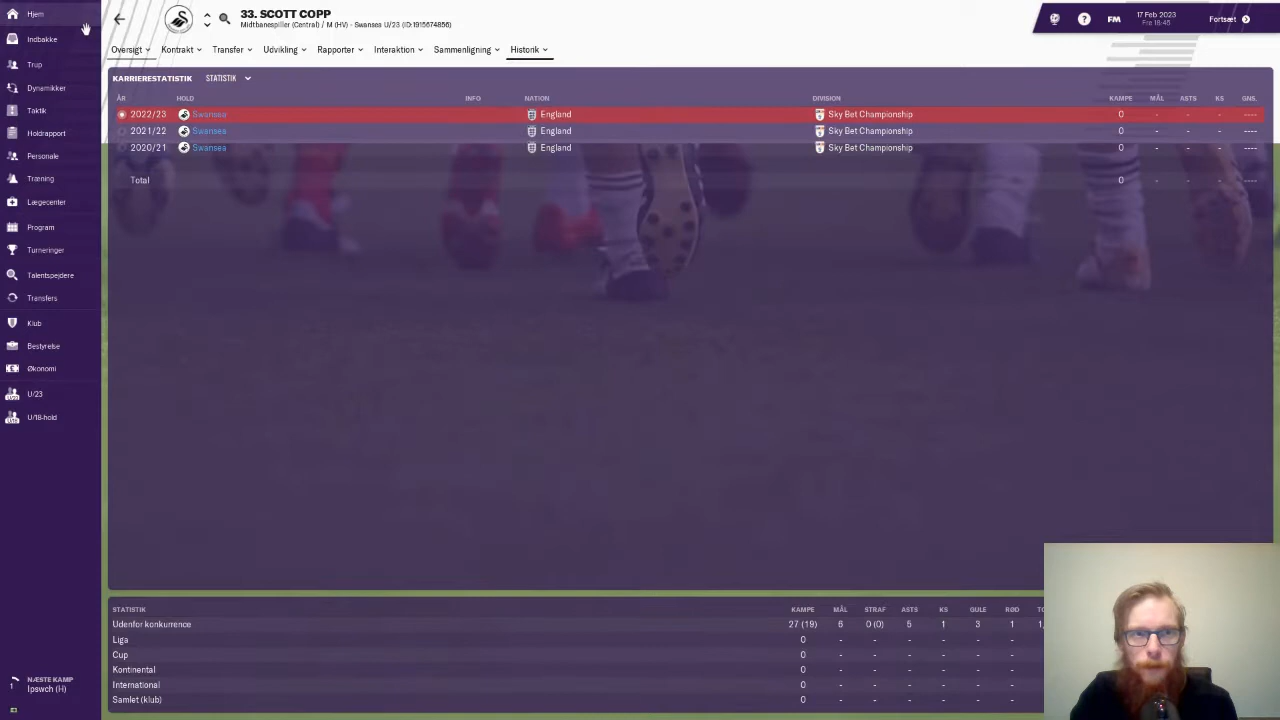 Hjem
Indbakke
Trup
Dynamikker
Taktik
Holdrapport
Personale
Træning
Lægecenter
Program
Turneringer
Talentspejdere
Transfers
Klub
Bestyrelse
Økonomi
U/23
U/18-hold
NÆSTE KAMP
1 Ipswch (H)
33. SCOTT COPP
Midtbanespiller (Central) / M (HV) - Swansea U/23 (ID:1915674856)
17 Feb 2023
Fre 18:46
FM
Fortsæt
Oversigt Kontrakt Transfer Udvikling Rapporter Interaktion Sammenligning Historik
KARRIERESTATISTIK STATISTIK
ÅR HOLD INFO NATION DIVISION KAMPE MÅL ASTS KS GNS.
2022/23 Swansea England Sky Bet Championship 0 - - - ----
2021/22 Swansea England Sky Bet Championship 0 - - - ----
2020/21 Swansea England Sky Bet Championship 0 - - - ----
Total 0 - - - ----
STATISTIK KAMPE MÅL STRAF ASTS KS GULE RØD
Udenfor konkurrence 27 (19) 6 0 (0) 5 1 3 1
Liga 0 - - - - - -
Cup 0 - - - - - -
Kontinental 0 - - - - - -
International 0 - - - - - -
Samlet (klub) 0 - - - - - -